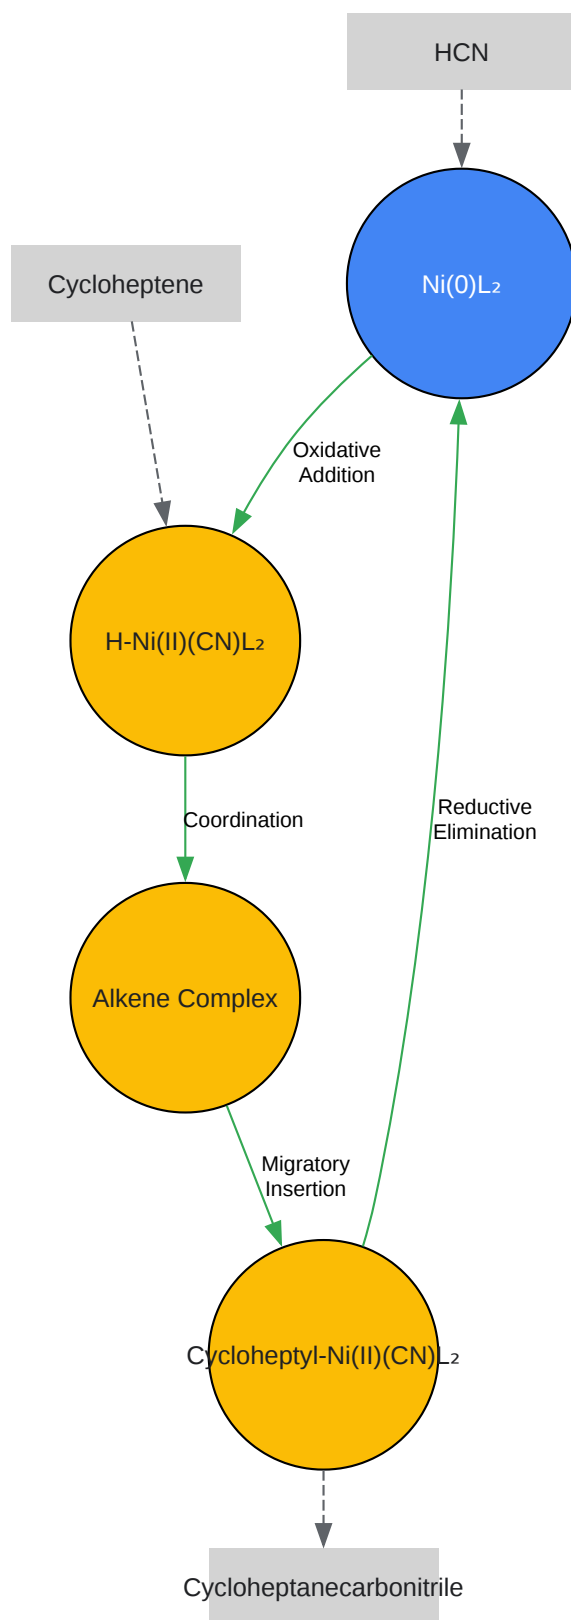 HCN
Ni(0)L₂
Cycloheptene
Oxidative
Addition
H-Ni(II)(CN)L₂
Coordination
Reductive
Elimination
Alkene Complex
Migratory
Insertion
Cycloheptyl-Ni(II)(CN)L₂
Cycloheptanecarbonitrile